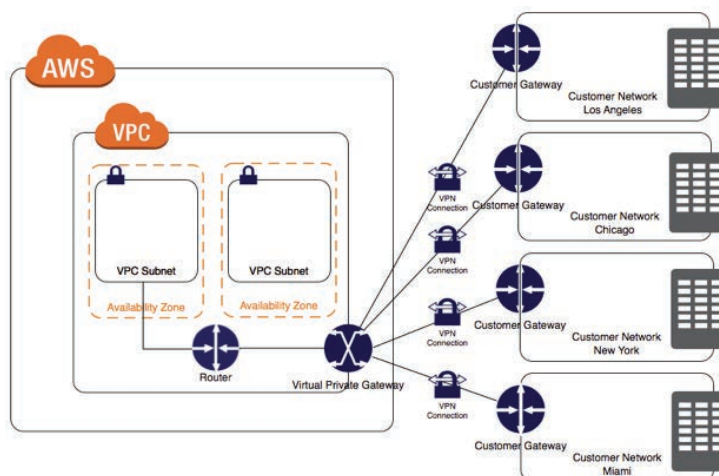 AWS
VPC
VPC Subnet
VPC Subnet
Availability Zone
Availability Zone
Router
Virtual Private Gateway
VPN
Connection
VPN
Connection
VPN
Connection
VPN
Connection
Customer Gateway
Customer Network
Los Angeles
Customer Gateway
Customer Network
Chicago
Customer Gateway
Customer Network
New York
Customer Gateway
Customer Network
Miami